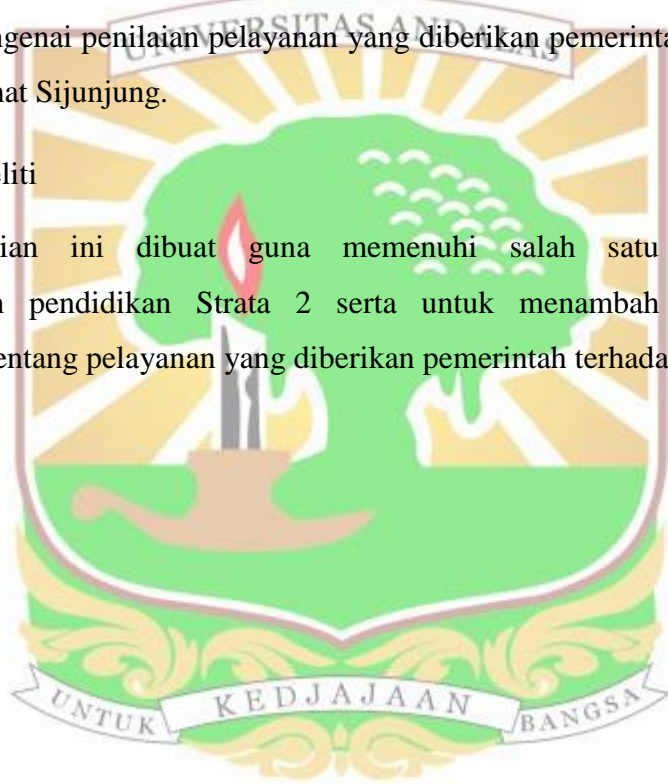 UNIVERSITAS ANDALAS
ngenai penilaian pelayanan yang diberikan pemerinta
nat Sijunjung.
eliti
ian ini dibuat guna memenuhi salah satu
n pendidikan Strata 2 serta untuk menambah
entang pelayanan yang diberikan pemerintah terhada
UNTUK KEDJAJAAN BANGSA